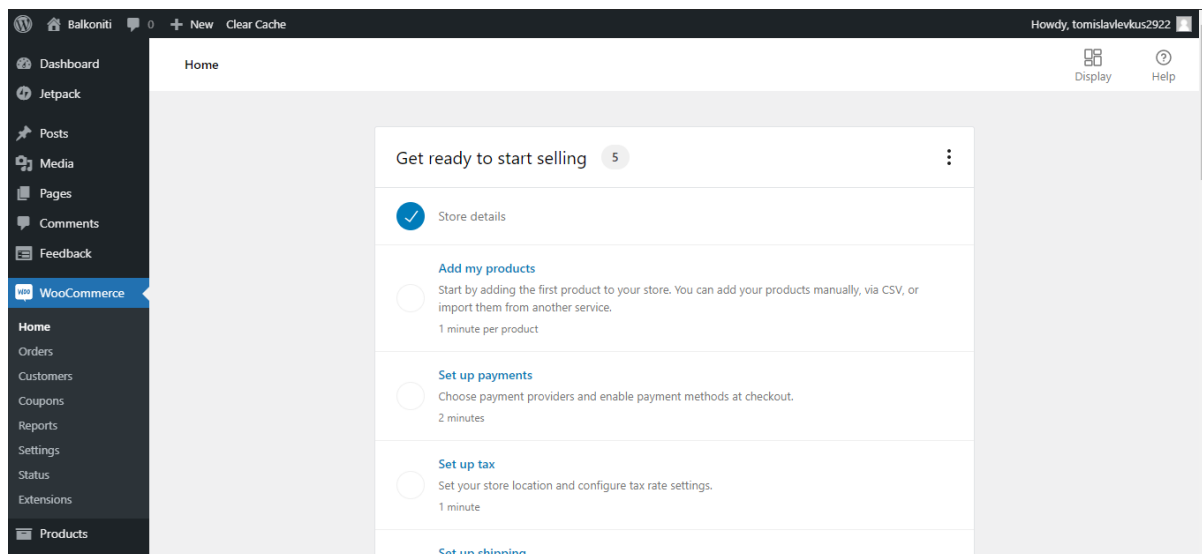 Balkoniti 0 New Clear Cache Howdy, tomislavlevkus2922
Dashboard
Jetpack
Posts
Media
Pages
Comments
Feedback
WooCommerce
Home
Orders
Customers
Coupons
Reports
Settings
Status
Extensions
Products
Home
Display
Help
Get ready to start selling 5
Store details
Add my products
Start by adding the first product to your store. You can add your products manually, via CSV, or
import them from another service.
1 minute per product
Set up payments
Choose payment providers and enable payment methods at checkout.
2 minutes
Set up tax
Set your store location and configure tax rate settings.
1 minute
Set up shipping